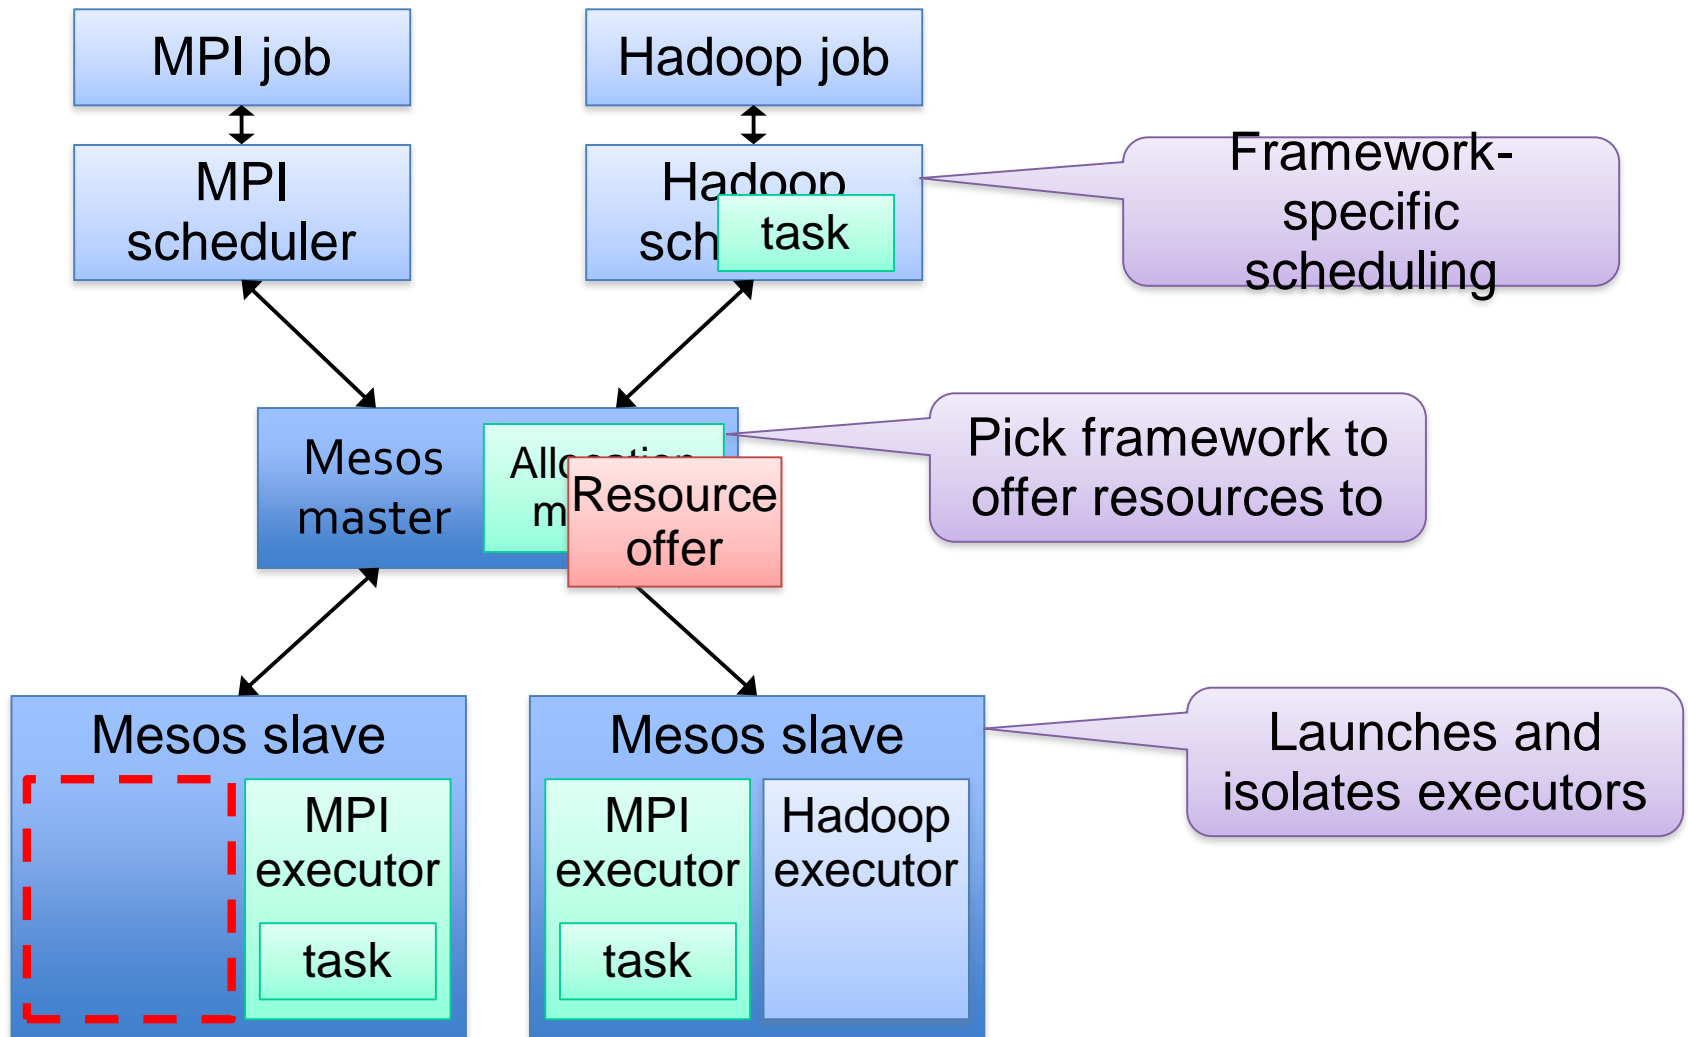 MPI job
Hadoop job
MPI
scheduler
Hadoop
task
Framework-
specific
scheduling
Mesos
master
Resource
offer
Pick framework to
offer resources to
Mesos slave
MPI
executor
task
Mesos slave
MPI
executor
task
Hadoop
executor
Launches and
isolates executors